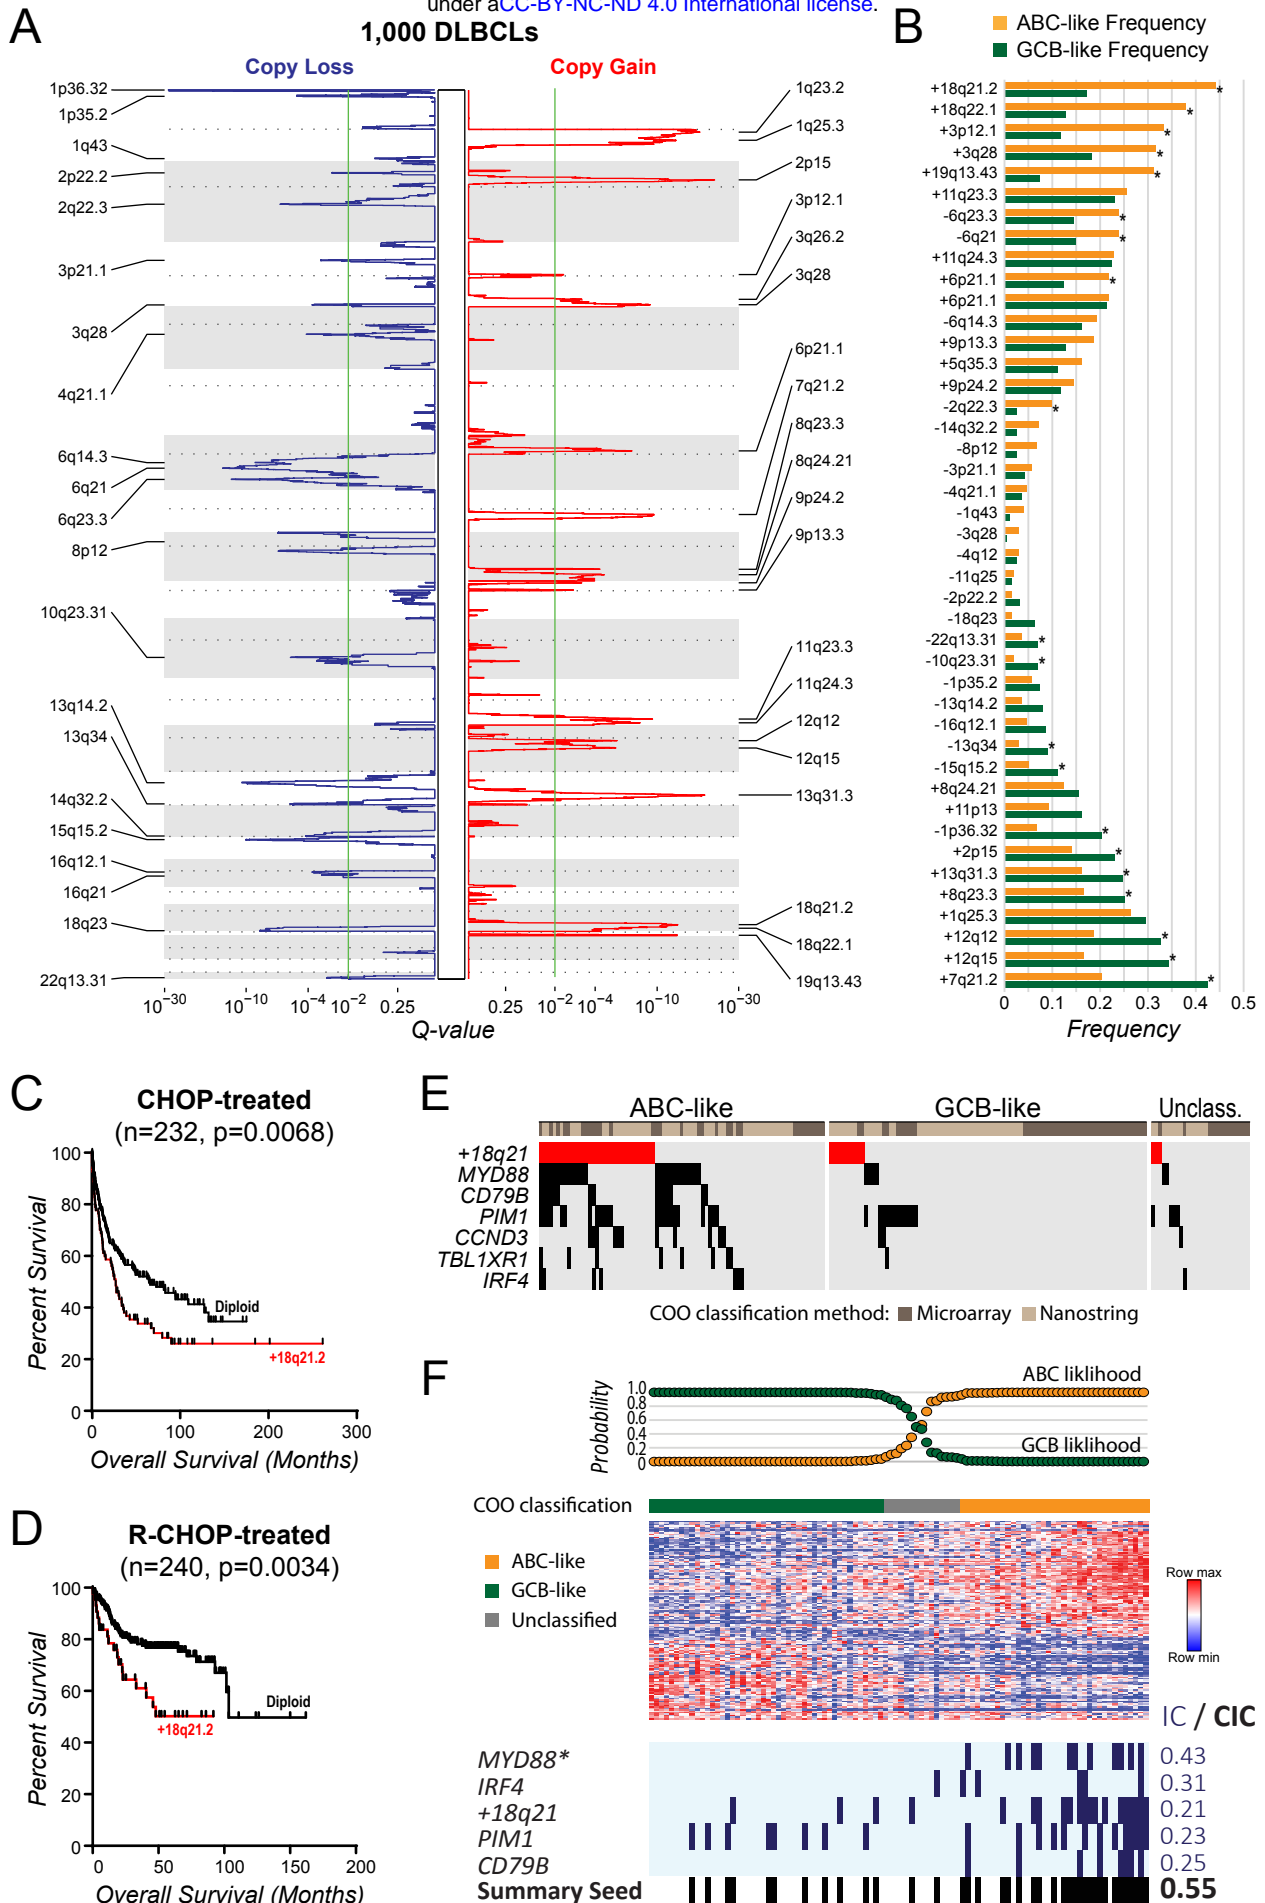 under aCC-BY-NC-ND 4.0 International license.
A
1,000 DLBCLs
Copy Loss
Copy Gain
1p36.32
1p35.2
1q43
2p22.2
2q22.3
3p21.1
3q28
4q21.1
6q14.3
6q21
6q23.3
8p12
10q23.31
13q14.2
13q34
14q32.2
15q15.2
16q12.1
16q21
18q23
22q13.31
1q23.2
1q25.3
2p15
3p12.1
3q26.2
3q28
6p21.1
7q21.2
8q23.3
8q24.21
9p24.2
9p13.3
11q23.3
11q24.3
12q12
12q15
13q31.3
18q21.2
18q22.1
19q13.43
10⁻³⁰ 10⁻¹⁰ 10⁻⁴ 10⁻² 0.25 0.25 10⁻² 10⁻⁴ 10⁻¹⁰ 10⁻³⁰
Q-value
B
ABC-like Frequency
GCB-like Frequency
+18q21.2 *
+18q22.1 *
+3p12.1 *
+3q28 *
+19q13.43 *
+11q23.3
-6q23.3 *
-6q21 *
+11q24.3
+6p21.1 *
+6p21.1
-6q14.3
+9p13.3
+5q35.3
+9p24.2
-2q22.3 *
-14q32.2
-8p12
-3p21.1
-4q21.1
-1q43
-3q28
-4q12
-11q25
-2p22.2
-18q23
-22q13.31 *
-10q23.31 *
-1p35.2
-13q14.2
-16q12.1
-13q34 *
-15q15.2 *
+8q24.21
+11p13
-1p36.32 *
+2p15 *
+13q31.3 *
+8q23.3 *
+1q25.3
+12q12 *
+12q15 *
+7q21.2 *
0 0.1 0.2 0.3 0.4 0.5
Frequency
C
CHOP-treated
(n=232, p=0.0068)
100
80
60
40
20
0
Percent Survival
Diploid
+18q21.2
0 100 200 300
Overall Survival (Months)
D
R-CHOP-treated
(n=240, p=0.0034)
100
80
60
40
20
0
Percent Survival
Diploid
+18q21.2
0 50 100 150 200
Overall Survival (Months)
E
ABC-like GCB-like Unclass.
+18q21
MYD88
CD79B
PIM1
CCND3
TBL1XR1
IRF4
COO classification method: Microarray Nanostring
F
Probability
1.0
0.8
0.6
0.4
0.2
0
ABC liklihood
GCB liklihood
COO classification
ABC-like
GCB-like
Unclassified
Row max
Row min
IC / CIC
MYD88* 0.43
IRF4 0.31
+18q21 0.21
PIM1 0.23
CD79B 0.25
Summary Seed 0.55